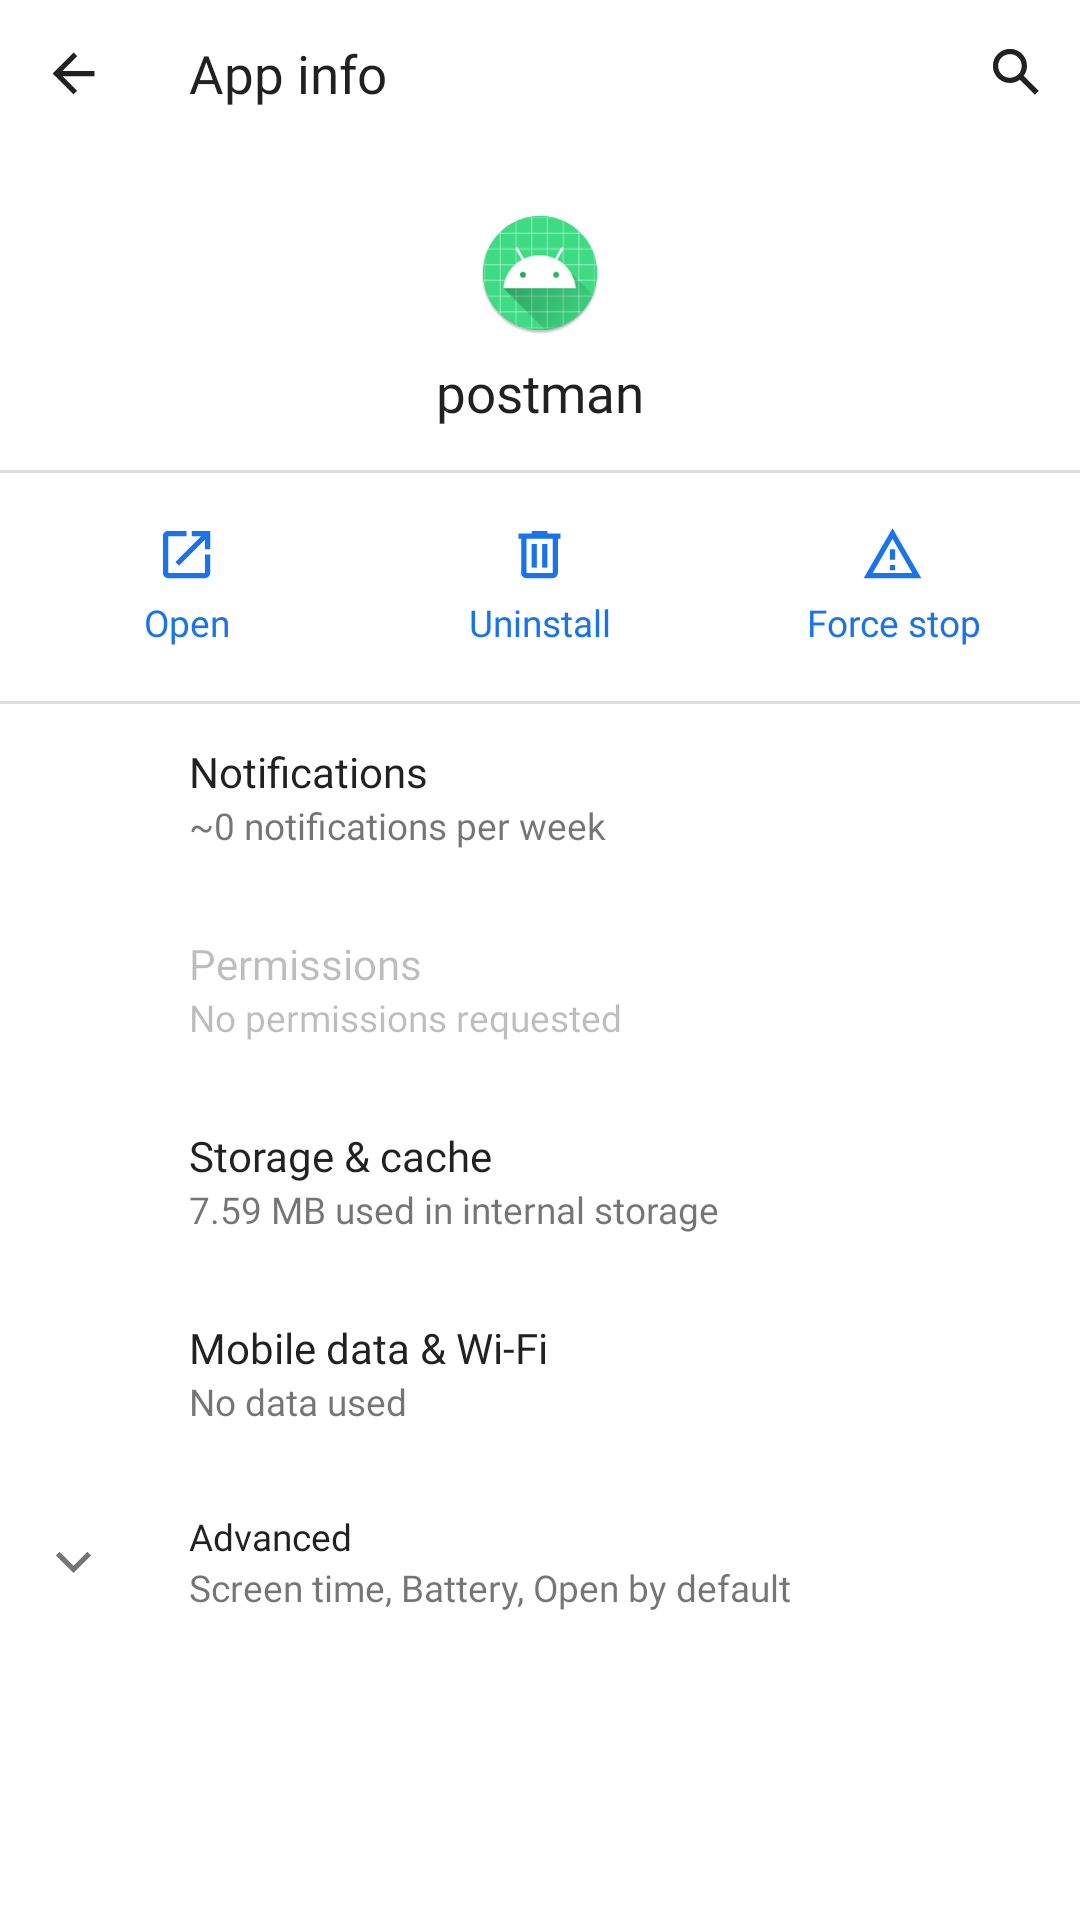 App info
postman
Open
Uninstall
Force stop
Notifications
~0 notifications per week
Permissions
No permissions requested
Storage & cache
7.59 MB used in internal storage
Mobile data & Wi-Fi
No data used
Advanced
Screen time, Battery, Open by default